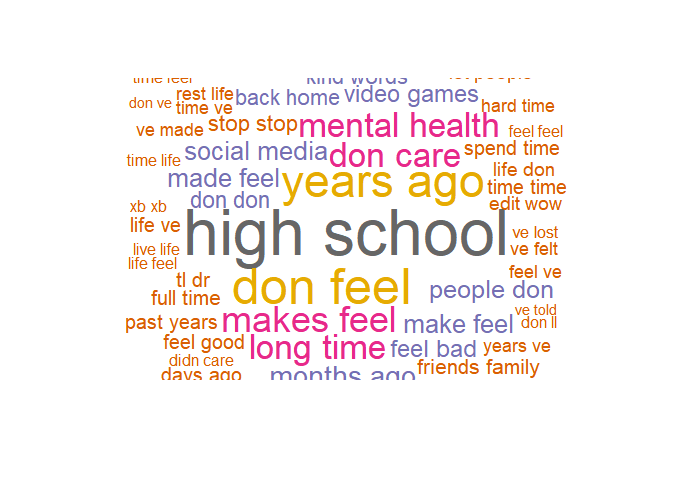 time feel
kind words
let people
rest life
back home
video games
don ve
time ve
hard time
ve made
stop stop
mental health
feel feel
time life
social media
don care
spend time
made feel
years ago
life don
time time
xb xb
don don
edit wow
life ve
high school
ve lost
live life
ve felt
life feel
tl dr
don feel
people don
feel ve
full time
ve told
past years
makes feel
make feel
don ll
feel good
long time
feel bad
years ve
didn care
friends family
days ago
months ago